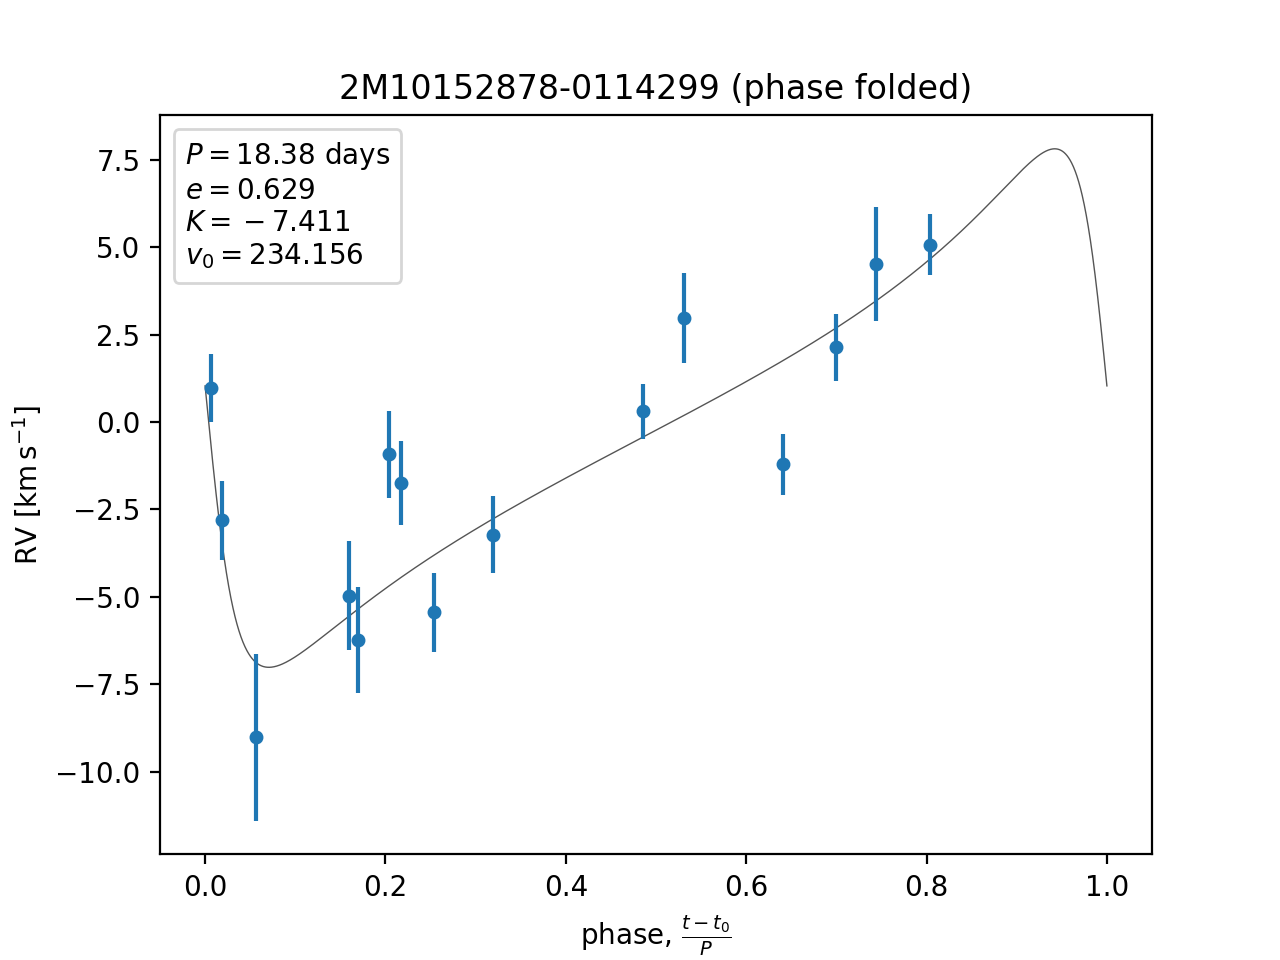 2M10152878-0114299 (phase folded)
P = 18.38 days
e = 0.629
K = −7.411
v₀ = 234.156
7.5
5.0
2.5
0.0
−2.5
−5.0
−7.5
−10.0
RV [km s⁻¹]
0.0 0.2 0.4 0.6 0.8 1.0
phase, (t − t₀)/P